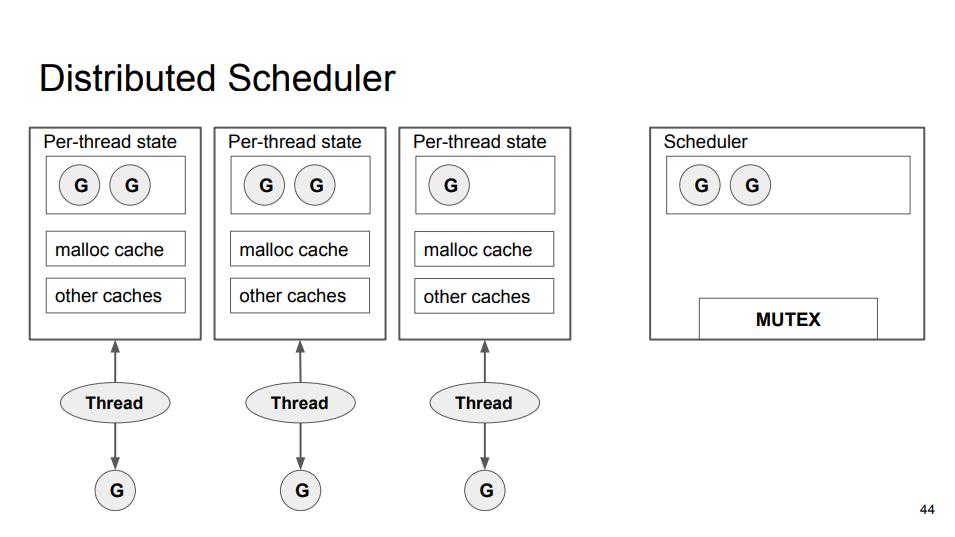 Distributed Scheduler
Per-thread state
G G
malloc cache
other caches
Thread
G
Per-thread state
G G
malloc cache
other caches
Thread
G
Per-thread state
G
malloc cache
other caches
Thread
G
Scheduler
G G
MUTEX
44